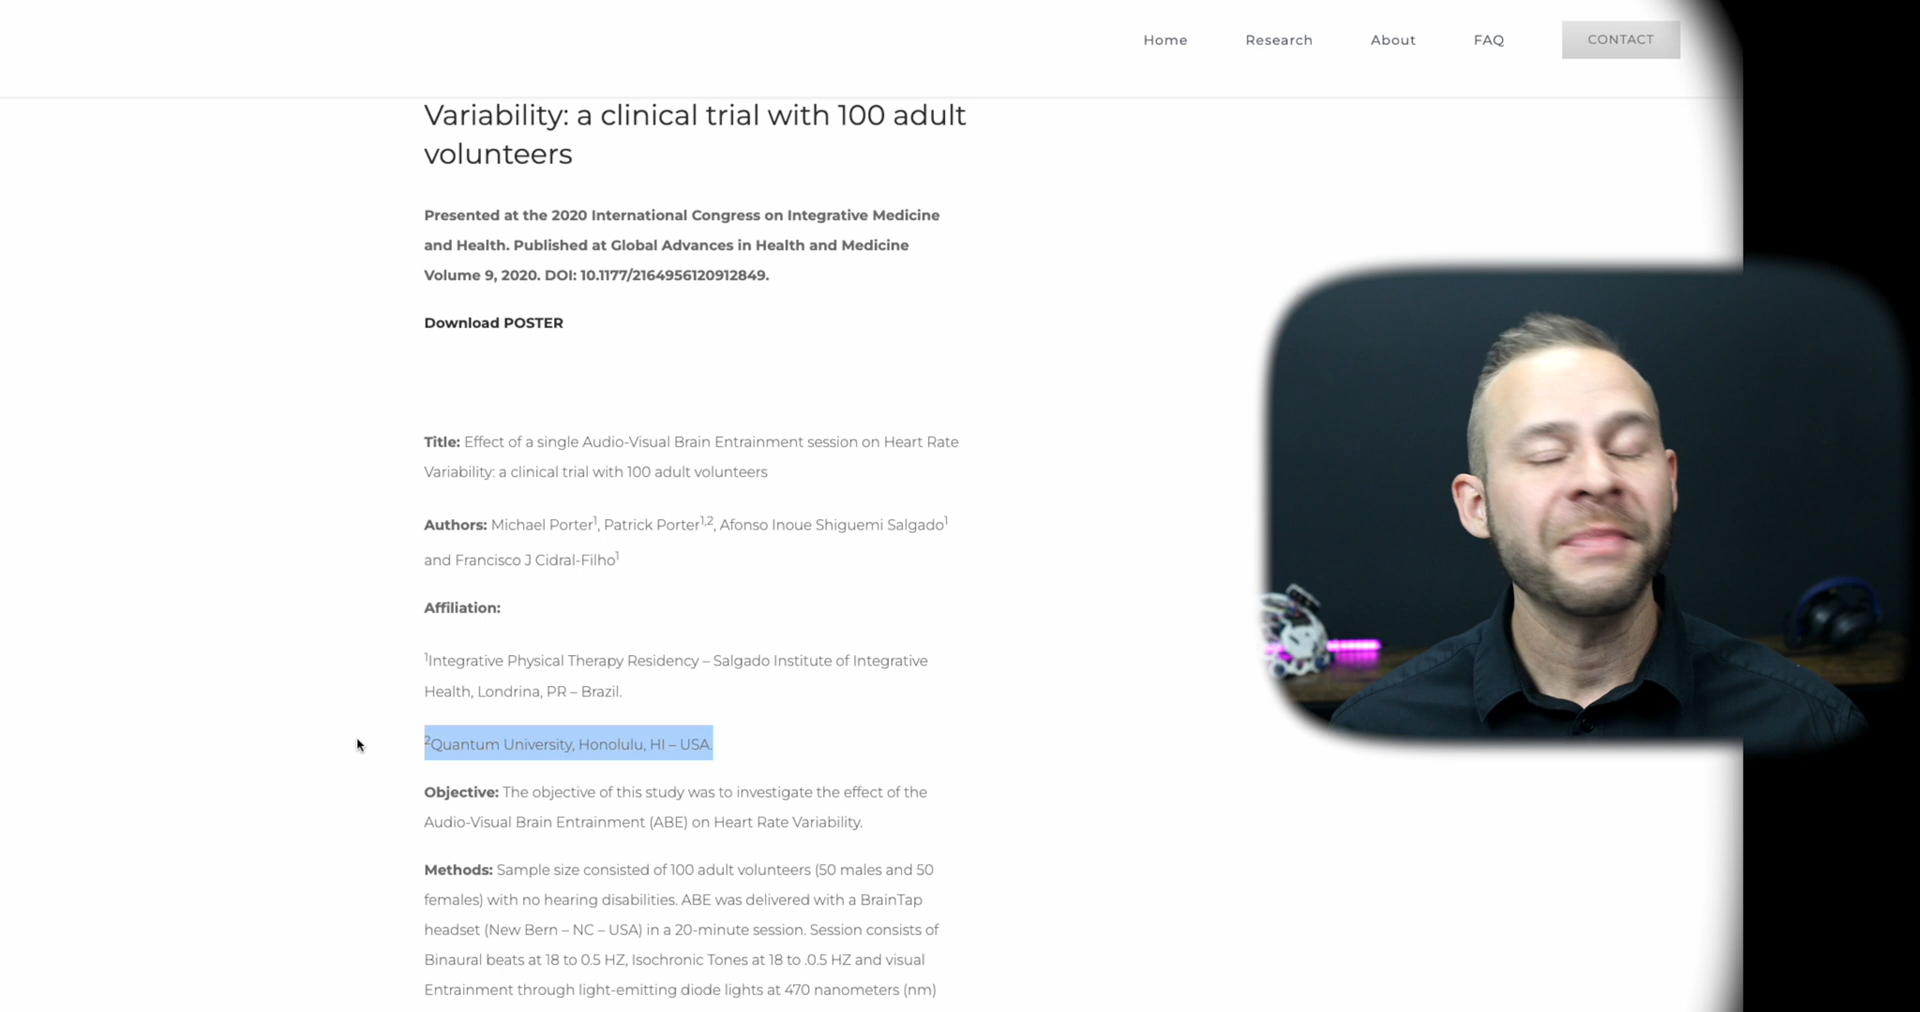 Home Research About FAQ CONTACT
Variability: a clinical trial with 100 adult
volunteers
Presented at the 2020 International Congress on Integrative Medicine
and Health. Published at Global Advances in Health and Medicine
Volume 9, 2020. DOI: 10.1177/2164956120912849.
Download POSTER
Title: Effect of a single Audio-Visual Brain Entrainment session on Heart Rate
Variability: a clinical trial with 100 adult volunteers
Authors: Michael Porter¹, Patrick Porter¹,², Afonso Inoue Shiguemi Salgado¹
and Francisco J Cidral-Filho¹
Affiliation:
¹Integrative Physical Therapy Residency – Salgado Institute of Integrative
Health, Londrina, PR – Brazil.
²Quantum University, Honolulu, HI – USA.
Objective: The objective of this study was to investigate the effect of the
Audio-Visual Brain Entrainment (ABE) on Heart Rate Variability.
Methods: Sample size consisted of 100 adult volunteers (50 males and 50
females) with no hearing disabilities. ABE was delivered with a BrainTap
headset (New Bern – NC – USA) in a 20-minute session. Session consists of
Binaural beats at 18 to 0.5 HZ, Isochronic Tones at 18 to .0.5 HZ and visual
Entrainment through light-emitting diode lights at 470 nanometers (nm)